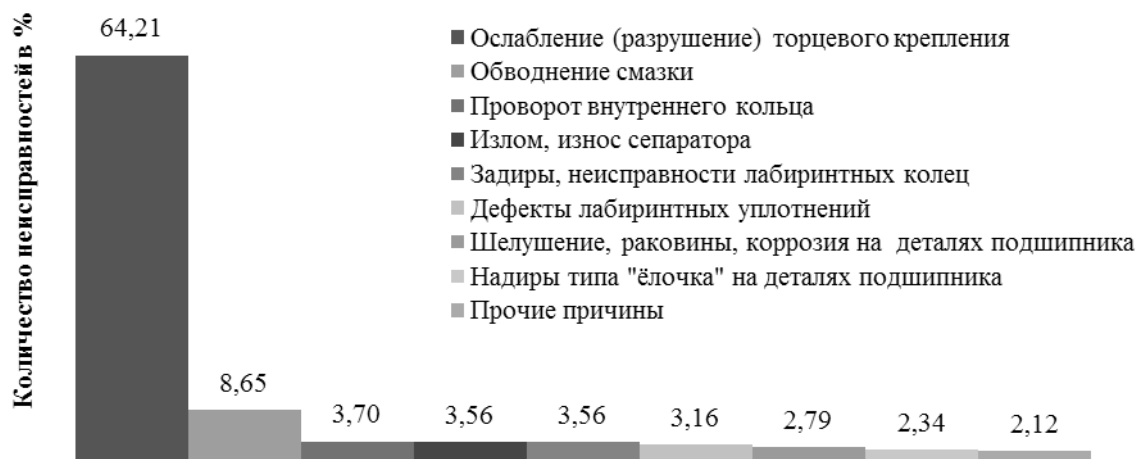 Количество неисправностей в %
64,21
Ослабление (разрушение) торцевого крепления
Обводнение смазки
Проворот внутреннего кольца
Излом, износ сепаратора
Задиры, неисправности лабиринтных колец
Дефекты лабиринтных уплотнений
Шелушение, раковины, коррозия на деталях подшипника
Надиры типа "ёлочка" на деталях подшипника
Прочие причины
8,65
3,70
3,56
3,56
3,16
2,79
2,34
2,12